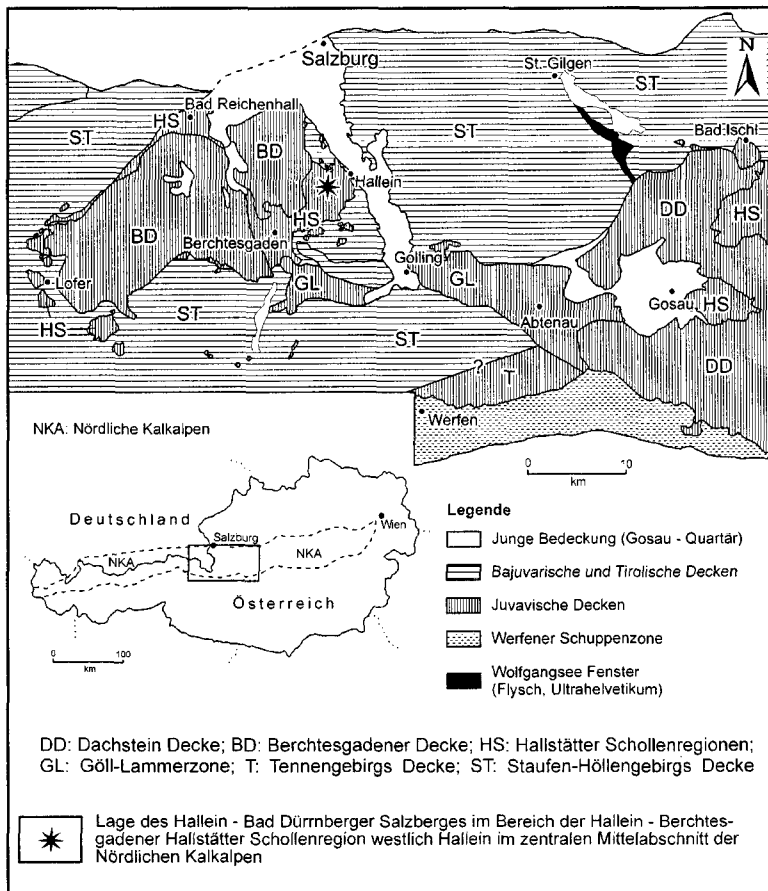 Salzburg
St. Gilgen
N
ST
Bad Reichenhall
HS
ST
ST
Bad Ischl
BD
Hallein
DD
HS
BD
HS
Berchtesgaden
Golling
Lofer
GL
GL
Gosau
HS
HS
ST
Abtenau
ST
DD
?
T
Werfen
NKA: Nördliche Kalkalpen
0 10
km
Deutschland
Wien
Salzburg
NKA
NKA
Österreich
0 100
km
Legende
Junge Bedeckung (Gosau - Quartär)
Bajuvarische und Tirolische Decken
Juvavische Decken
Werfener Schuppenzone
Wolfgangsee Fenster
(Flysch, Ultrahelvetikum)
DD: Dachstein Decke; BD: Berchtesgadener Decke; HS: Hallstätter Schollenregionen;
GL: Göll-Lammerzone; T: Tennengebirgs Decke; ST: Staufen-Höllengebirgs Decke
Lage des Hallein - Bad Dürrnberger Salzberges im Bereich der Hallein - Berchtes-
gadener Hallstätter Schollenregion westlich Hallein im zentralen Mittelabschnitt der
Nördlichen Kalkalpen